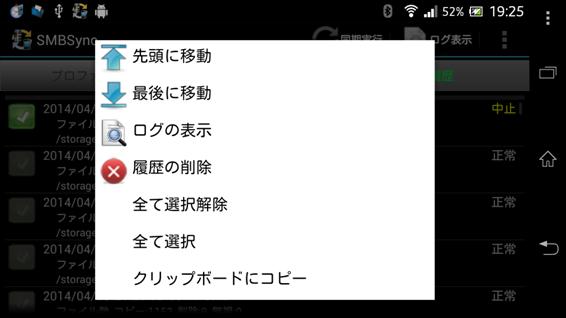 52% 19:25
SMBSync
同期実行
ログ表示
プロファ
履歴
先頭に移動
最後に移動
ログの表示
履歴の削除
全て選択解除
全て選択
クリップボードにコピー
2014/04/
中止
ファイル
/storage
2014/04/
正常
ファイル
/storage
2014/04/
正常
ファイル
/storage
2014/04/
正常
ファイル
/storage
2014/04/
正常